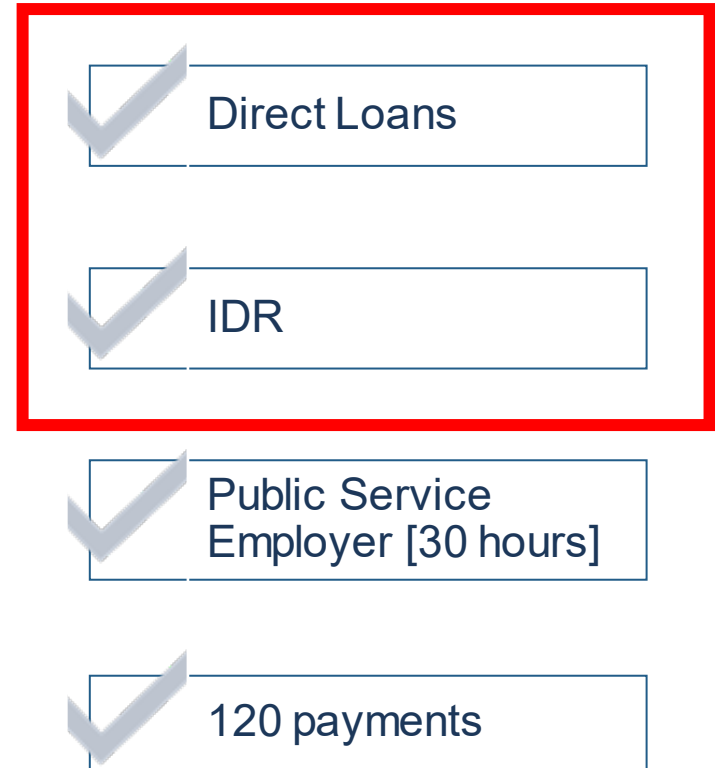 Direct Loans
IDR
Public Service
Employer [30 hours]
120 payments